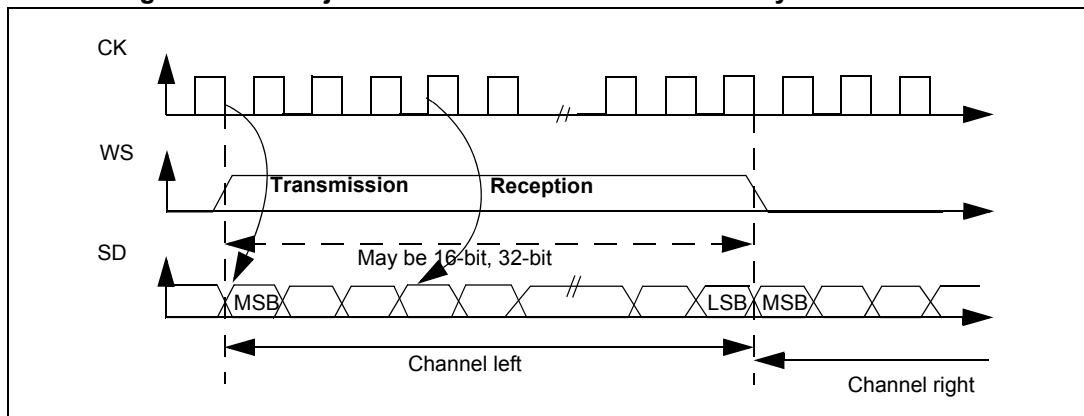 CK
WS
Transmission Reception
SD
May be 16-bit, 32-bit
MSB LSB MSB
Channel left
Channel right